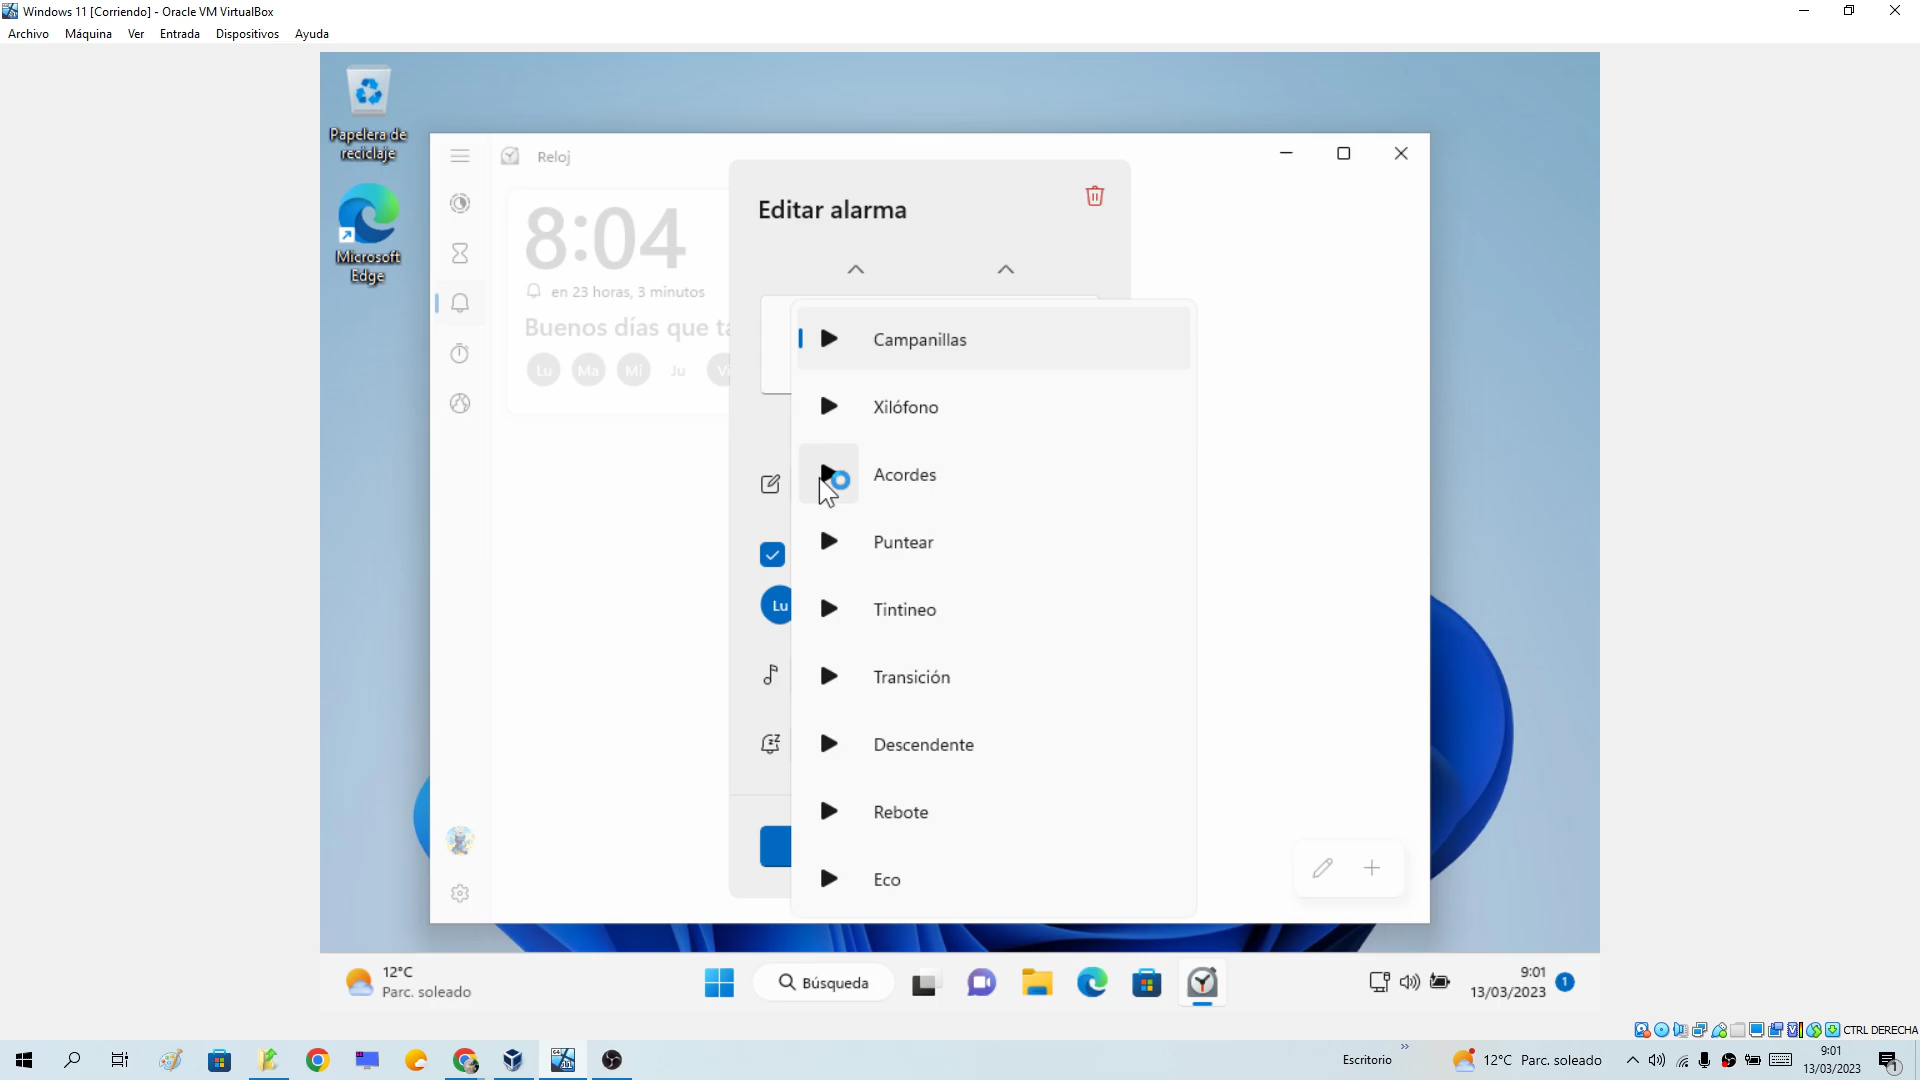 Windows 11 [Corriendo] - Oracle VM VirtualBox
Archivo Máquina Ver Entrada Dispositivos Ayuda
Papelera de
reciclaje
Microsoft
Edge
Reloj
8:04
en 23 horas, 3 minutos
Buenos días que ta
Lu Ma Mi Ju Vi
Editar alarma
Lu
Campanillas
Xilófono
Acordes
Puntear
Tintineo
Transición
Descendente
Rebote
Eco
12°C
Parc. soleado
Búsqueda
9:01
13/03/2023
1
CTRL DERECHA
Escritorio
12°C Parc. soleado
9:01
13/03/2023
1